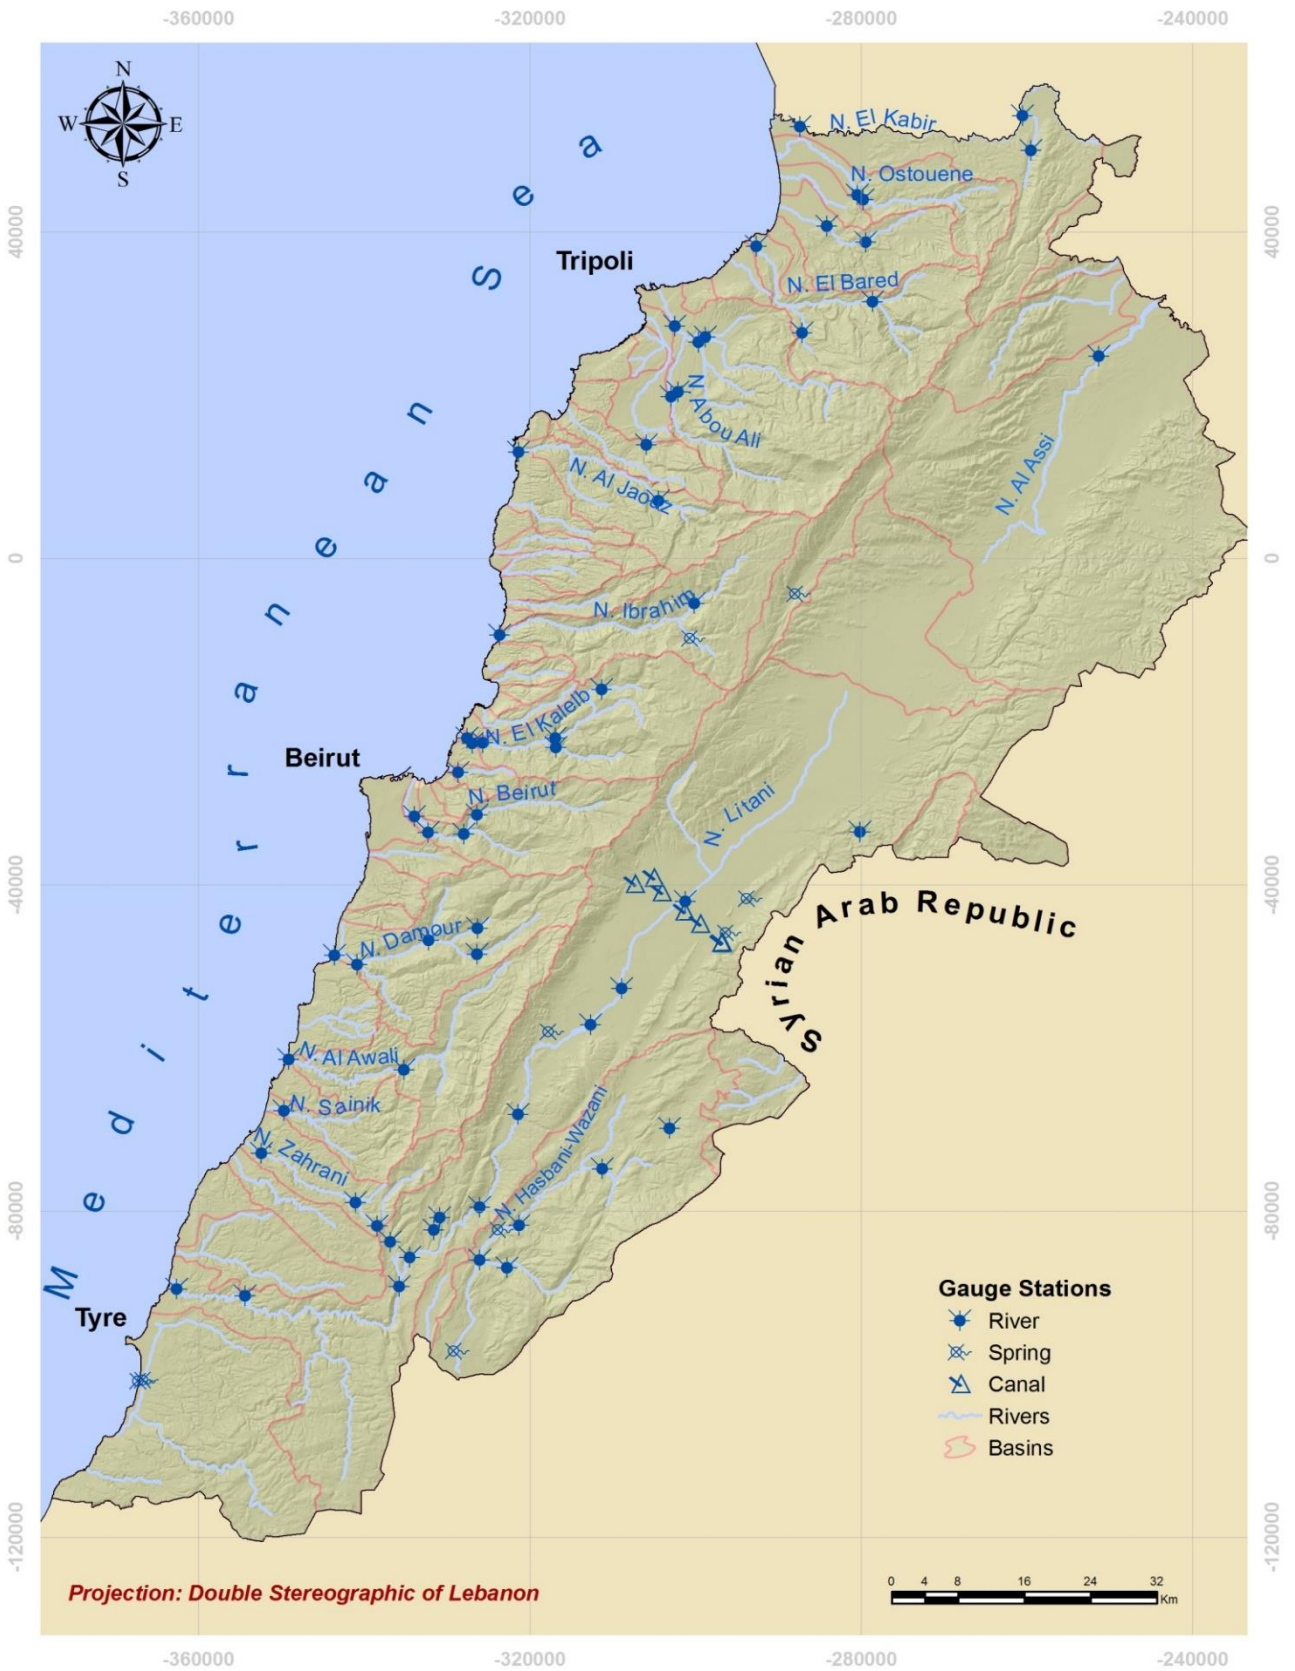 -360000 -320000 -280000 -240000
N
W E
S
N. El Kabir
N. Ostouene
40000 40000
Tripoli
N. El Bared
N Abou Ali
N. Al Jaouz
N. Al Assi
Mediterranean Sea
0 0
N. Ibrahim
N. El Kalelb
Beirut
N. Beirut
N. Litani
-40000 -40000
Syrian Arab Republic
N. Damour
N. Al Awali
N. Sainik
N. Zahrani
N. Hasbani-Wazani
-80000 -80000
Tyre
Gauge Stations
River
Spring
Canal
Rivers
Basins
-120000 -120000
Projection: Double Stereographic of Lebanon
0 4 8 16 24 32
Km
-360000 -320000 -280000 -240000